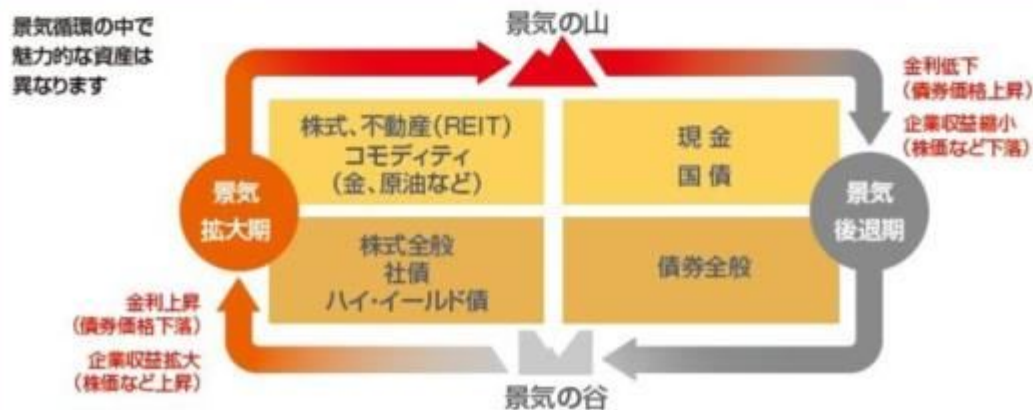 景気循環の中で
魅力的な資産は
異なります
景気の山
金利低下
(債券価格上昇)
企業収益縮小
(株価など下落)
株式、不動産(REIT)
コモディティ
(金、原油など)
現金
国債
景気
拡大期
景気
後退期
株式全般
社債
ハイ・イールド債
債券全般
金利上昇
(債券価格下落)
企業収益拡大
(株価など上昇)
景気の谷